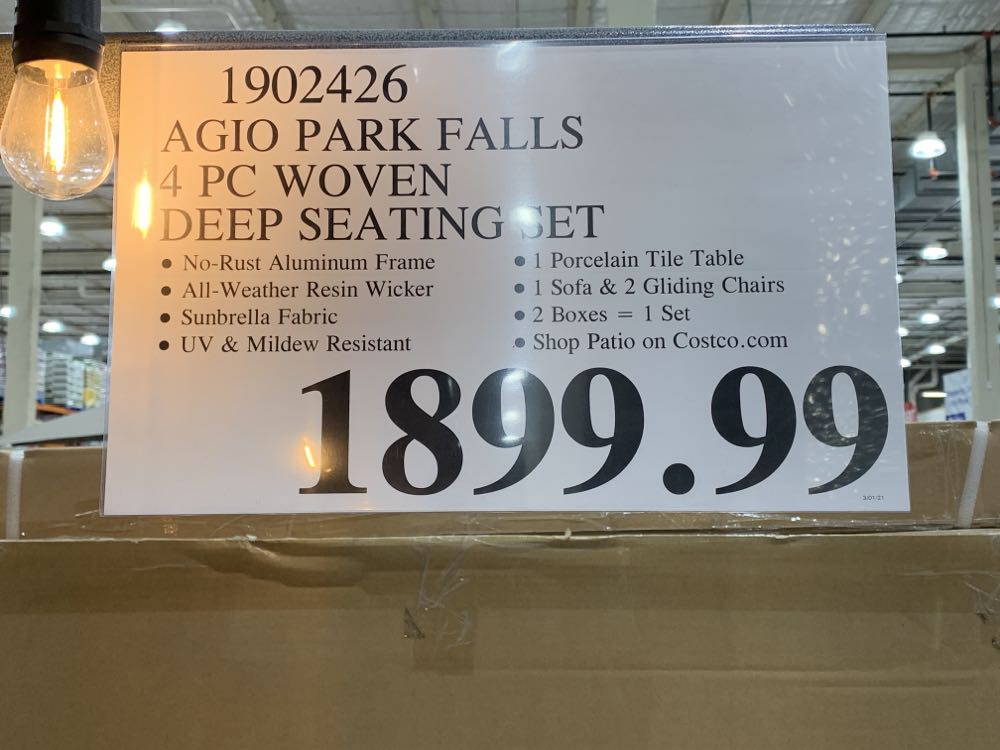 1902426
AGIO PARK FALLS
4 PC WOVEN
DEEP SEATING SET
• No-Rust Aluminum Frame
• All-Weather Resin Wicker
• Sunbrella Fabric
• UV & Mildew Resistant
• 1 Porcelain Tile Table
• 1 Sofa & 2 Gliding Chairs
• 2 Boxes = 1 Set
• Shop Patio on Costco.com
1899.99
3/01/21